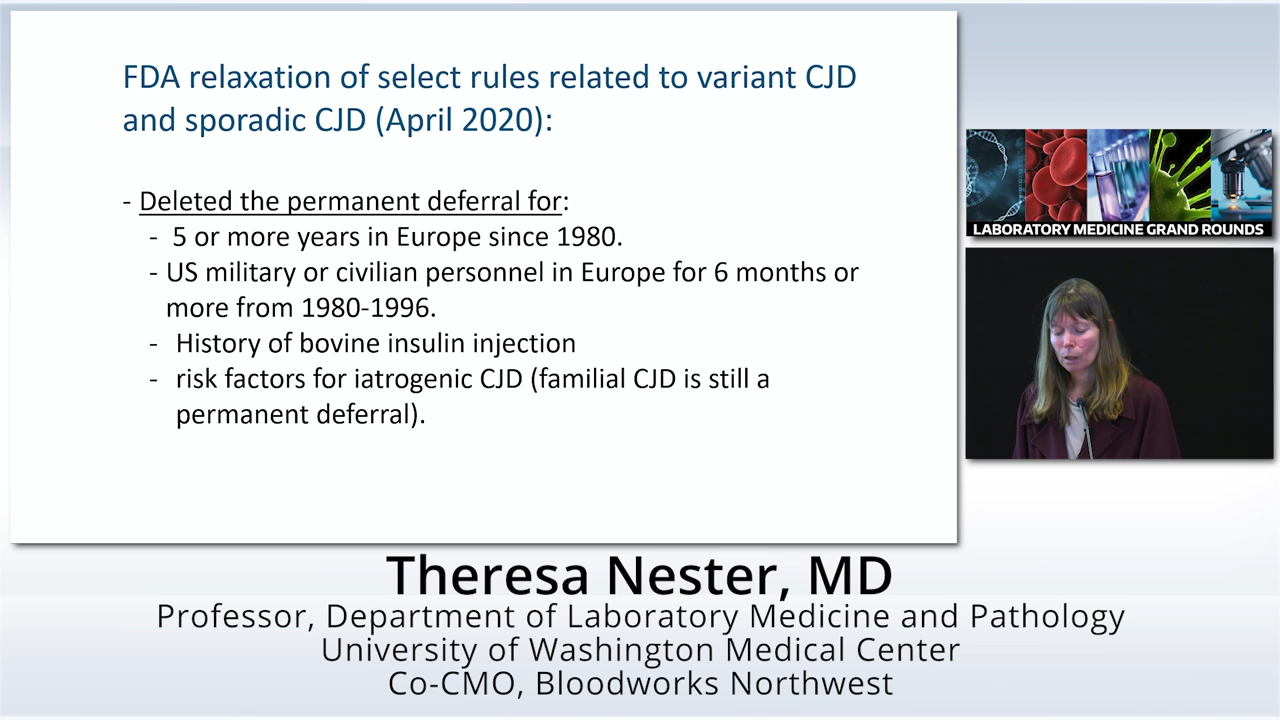 FDA relaxation of select rules related to variant CJD
and sporadic CJD (April 2020):
- Deleted the permanent deferral for:
- 5 or more years in Europe since 1980.
- US military or civilian personnel in Europe for 6 months or
more from 1980-1996.
- History of bovine insulin injection
- risk factors for iatrogenic CJD (familial CJD is still a
permanent deferral).
LABORATORY MEDICINE GRAND ROUNDS
Theresa Nester, MD
Professor, Department of Laboratory Medicine and Pathology
University of Washington Medical Center
Co-CMO, Bloodworks Northwest